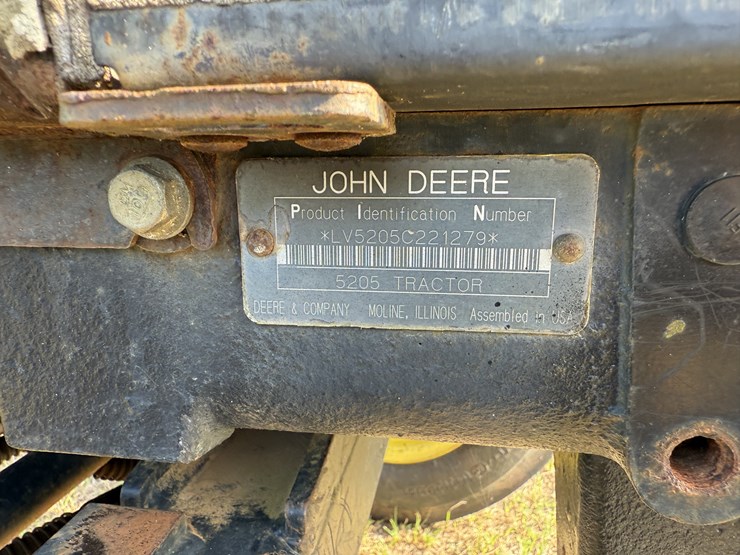 JOHN DEERE
Product Identification Number
*LV5205C221279*
5205 TRACTOR
DEERE & COMPANY MOLINE, ILLINOIS Assembled in USA